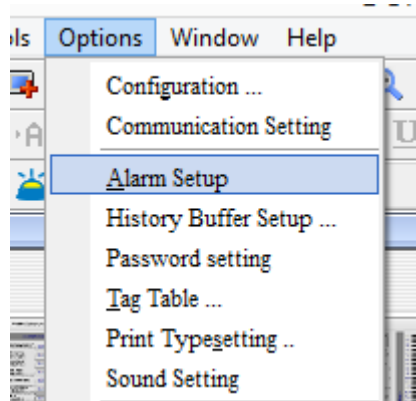 ls Options Window Help
Configuration ...
A
Communication Setting
U
Alarm Setup
History Buffer Setup ...
Password setting
Tag Table ...
Print Typesetting ..
Sound Setting